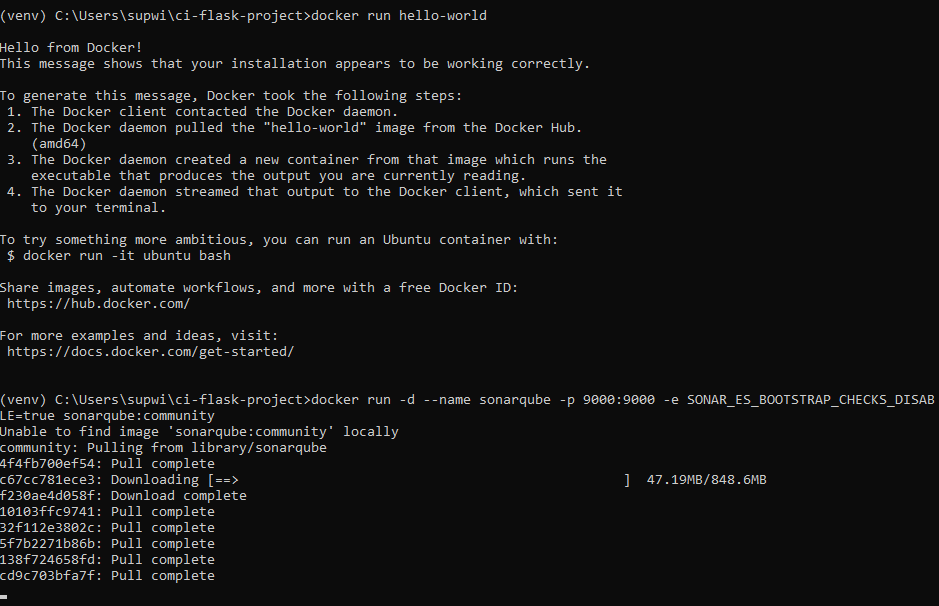 (venv) C:\Users\supwi\ci-flask-project>docker run hello-world
Hello from Docker!
This message shows that your installation appears to be working correctly.
To generate this message, Docker took the following steps:
 1. The Docker client contacted the Docker daemon.
 2. The Docker daemon pulled the "hello-world" image from the Docker Hub.
    (amd64)
 3. The Docker daemon created a new container from that image which runs the
    executable that produces the output you are currently reading.
 4. The Docker daemon streamed that output to the Docker client, which sent it
    to your terminal.
To try something more ambitious, you can run an Ubuntu container with:
 $ docker run -it ubuntu bash
Share images, automate workflows, and more with a free Docker ID:
 https://hub.docker.com/
For more examples and ideas, visit:
 https://docs.docker.com/get-started/
(venv) C:\Users\supwi\ci-flask-project>docker run -d --name sonarqube -p 9000:9000 -e SONAR_ES_BOOTSTRAP_CHECKS_DISAB
LE=true sonarqube:community
Unable to find image 'sonarqube:community' locally
community: Pulling from library/sonarqube
4f4fb700ef54: Pull complete
c67cc781ece3: Downloading [==>                                                ]  47.19MB/848.6MB
f230ae4d058f: Download complete
10103ffc9741: Pull complete
32f112e3802c: Pull complete
5f7b2271b86b: Pull complete
138f724658fd: Pull complete
cd9c703bfa7f: Pull complete